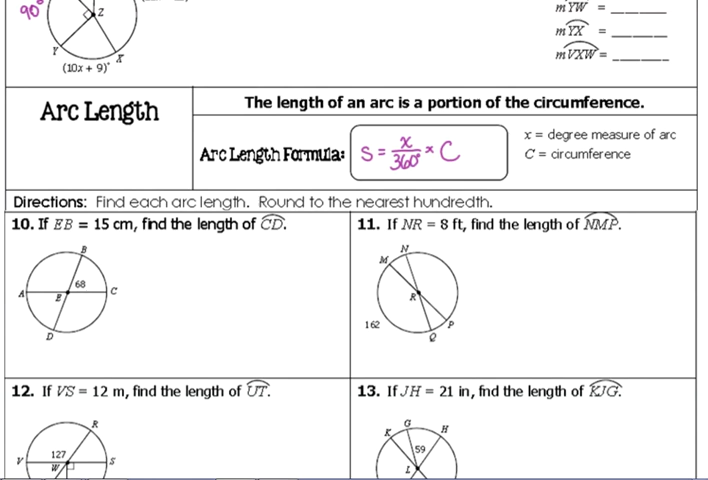 90°
Z
Y
X
(10x + 9)°
mYW = ______
mYX = ______
mVXW = ______
Arc Length
The length of an arc is a portion of the circumference.
Arc Length Formula:
S = x/360° × C
x = degree measure of arc
C = circumference
Directions: Find each arc length. Round to the nearest hundredth.
10. If EB = 15 cm, find the length of CD.
B
68
A
E
C
D
11. If NR = 8 ft, find the length of NMP.
N
M
R
162
P
Q
12. If VS = 12 m, find the length of UT.
R
127
V
W
S
13. If JH = 21 in, fnd the length of KJG.
G
K
H
59
L